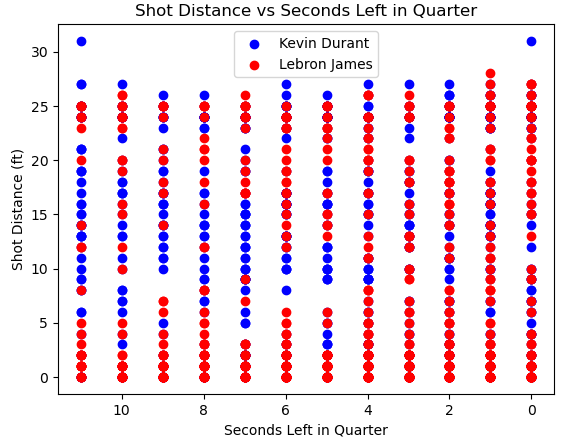 Shot Distance vs Seconds Left in Quarter
Kevin Durant
Lebron James
Shot Distance (ft)
30
25
20
15
10
5
0
10
8
6
4
2
0
Seconds Left in Quarter